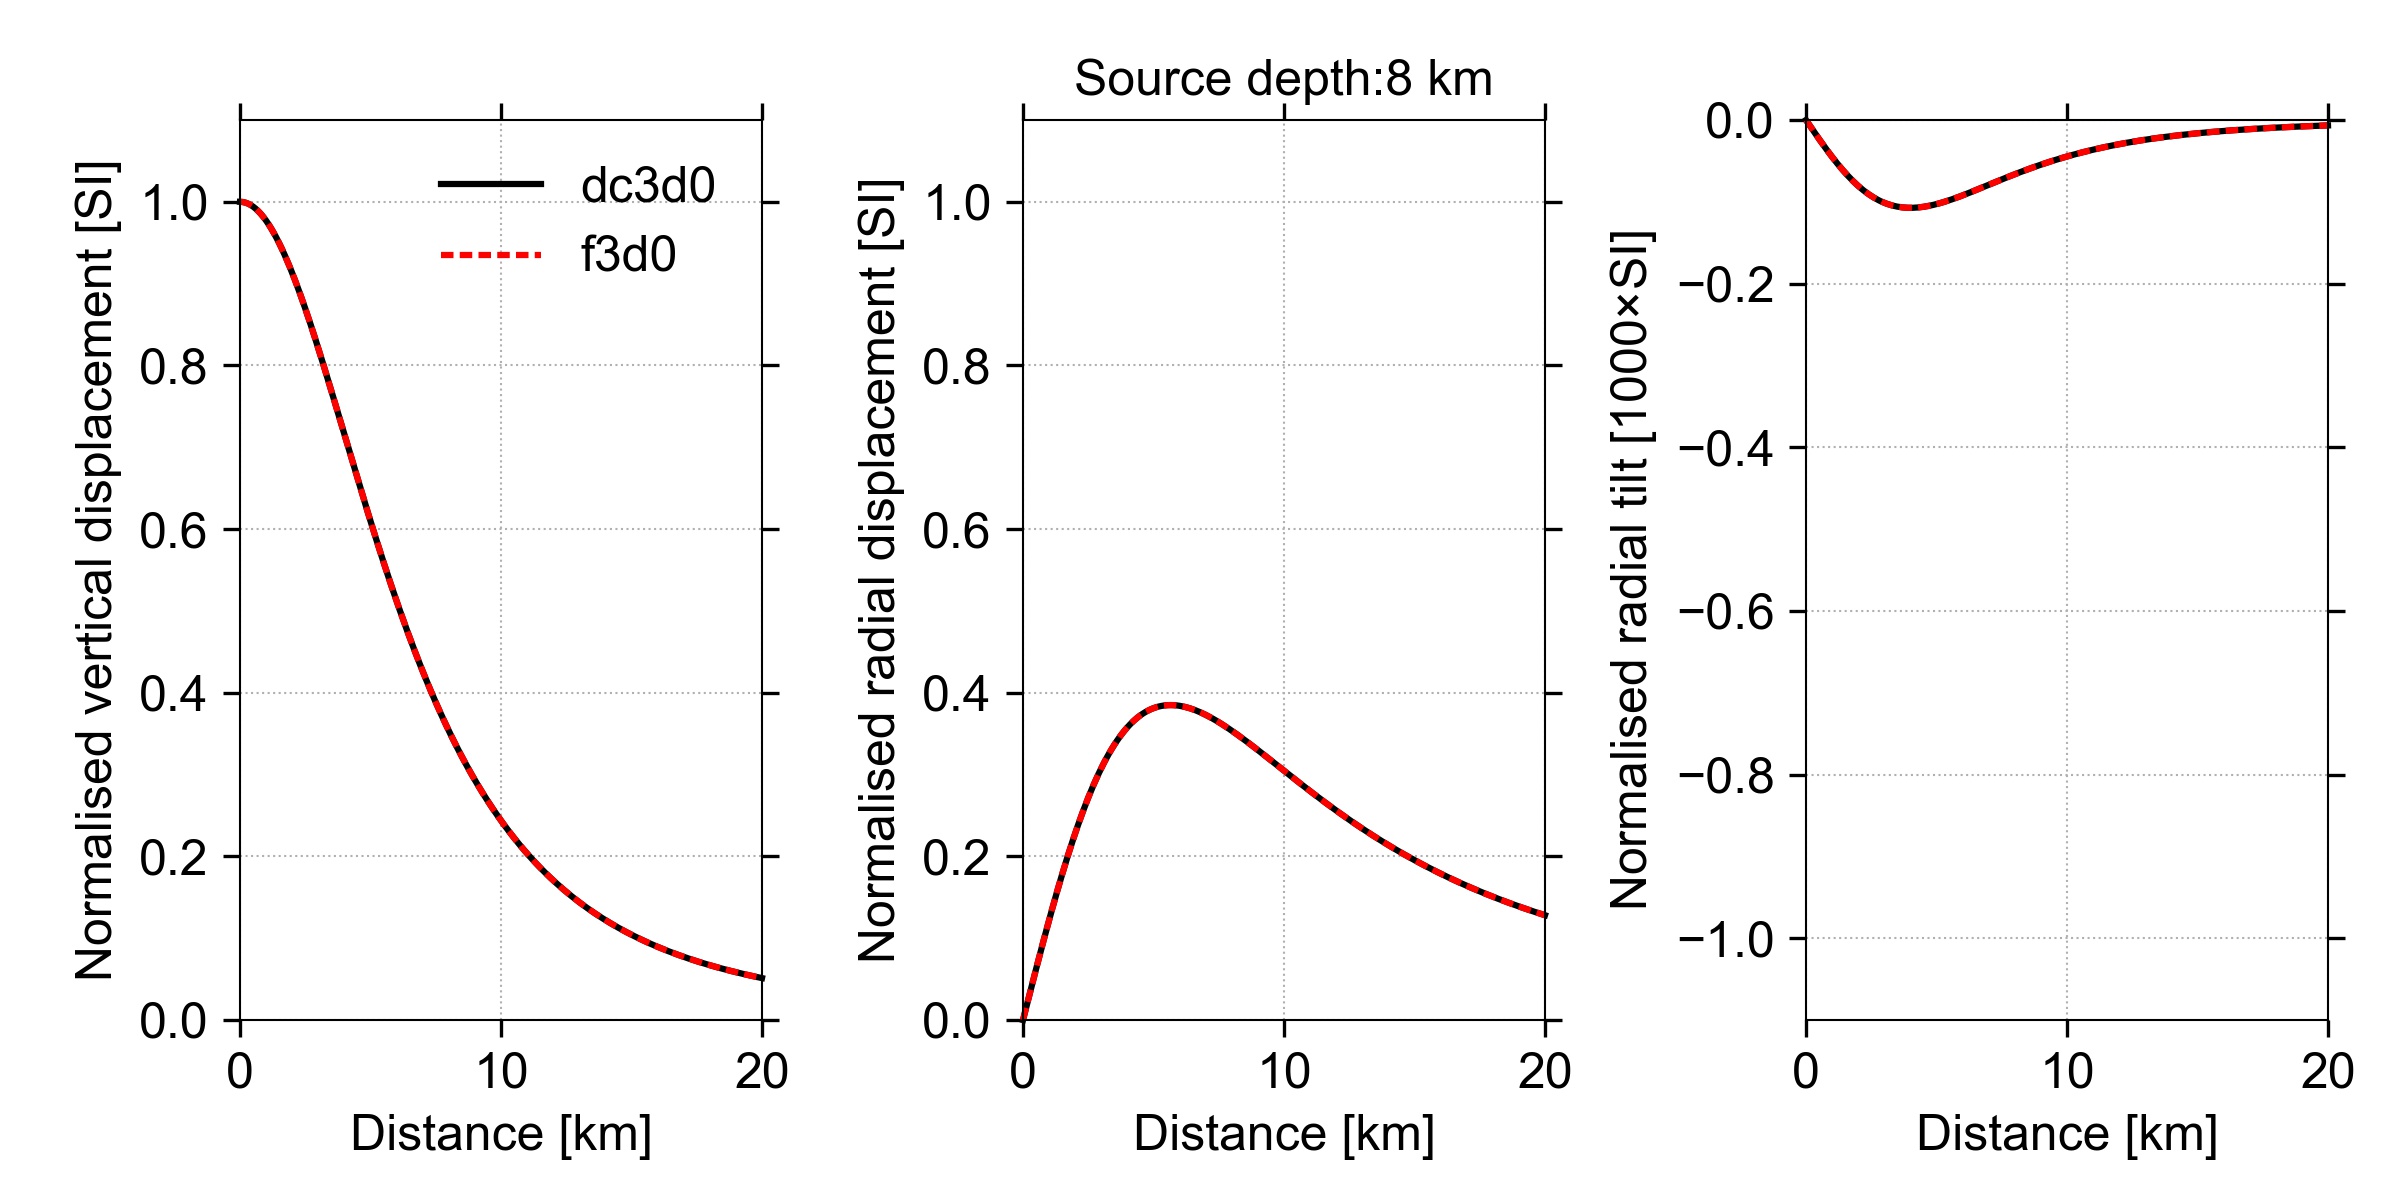 Source depth:8 km
Normalised vertical displacement [SI]
1.0
0.8
0.6
0.4
0.2
0.0
dc3d0
f3d0
0 10 20
Distance [km]
Normalised radial displacement [SI]
1.0
0.8
0.6
0.4
0.2
0.0
0 10 20
Distance [km]
Normalised radial tilt [1000×SI]
0.0
−0.2
−0.4
−0.6
−0.8
−1.0
0 10 20
Distance [km]